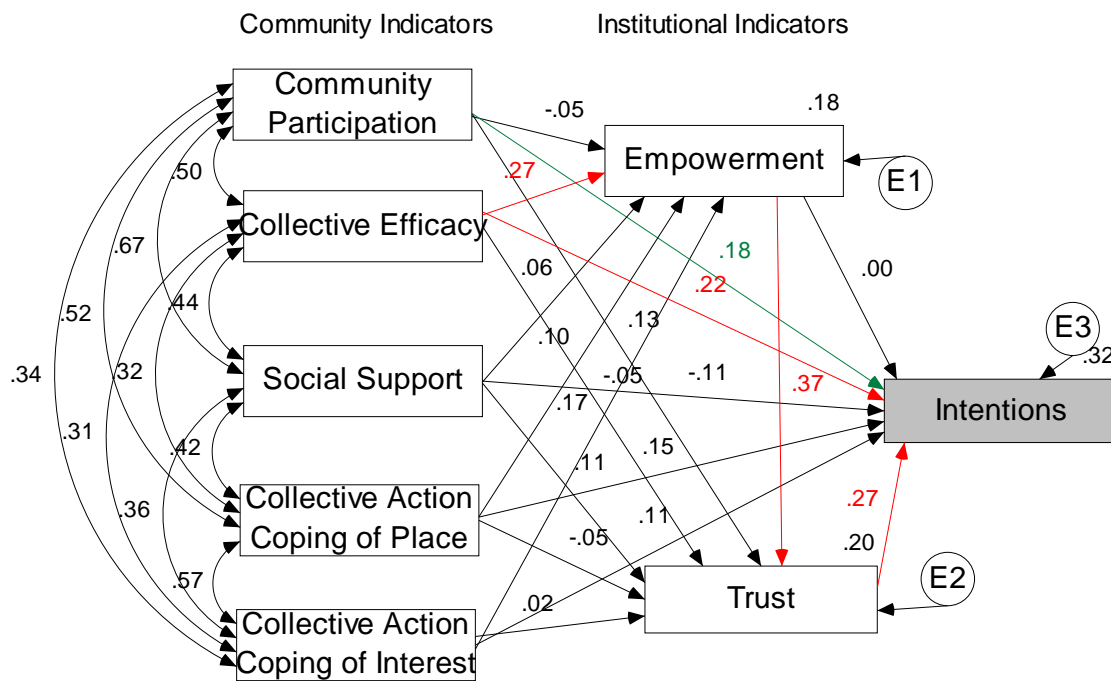 Community Indicators
Institutional Indicators
Community
Participation
Collective Efficacy
Social Support
Collective Action
Coping of Place
Collective Action
Coping of Interest
Empowerment
Trust
Intentions
E1
E2
E3
.50
.67
.44
.52
.32
.34
.31
.42
.36
.57
-.05
.18
.27
.18
.06
.22
.00
.10
.13
-.05
-.11
.37
.32
.17
.11
.15
.11
-.05
.27
.20
.02